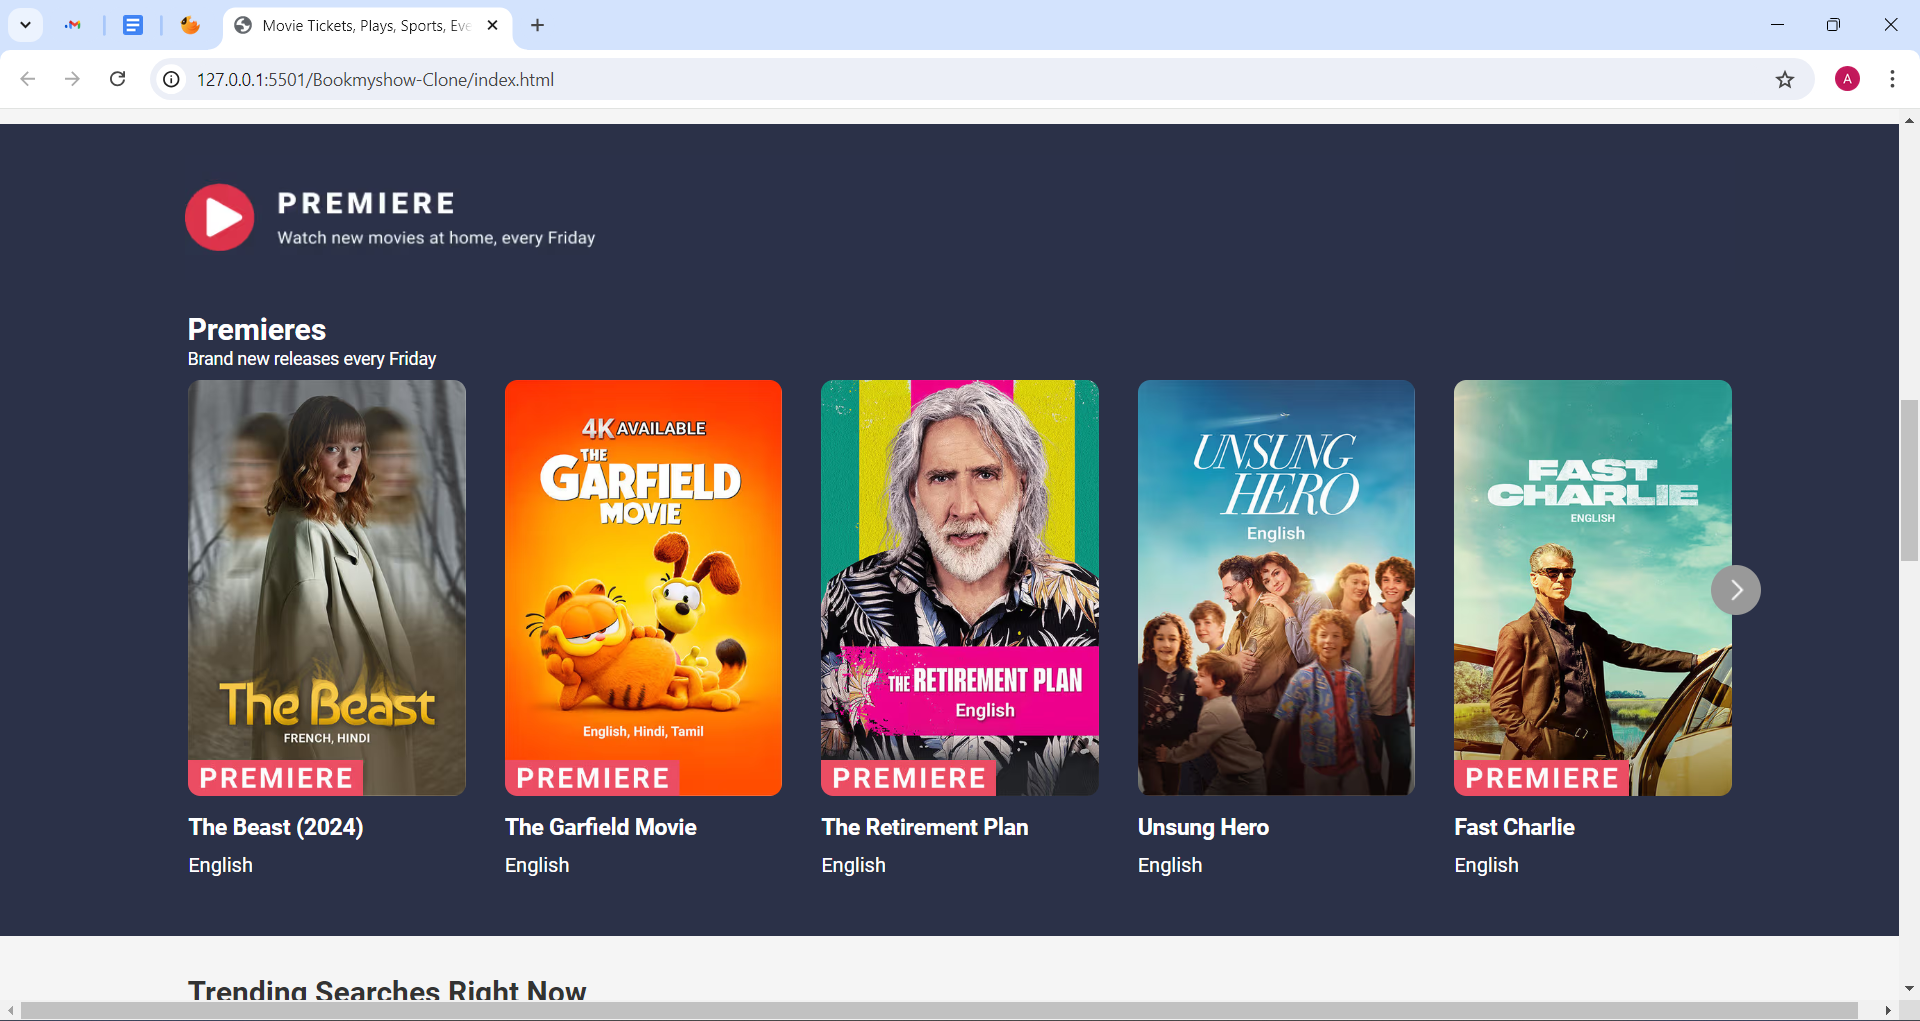 Movie Tickets, Plays, Sports, Eve
127.0.0.1:5501/Bookmyshow-Clone/index.html
A
PREMIERE
Watch new movies at home, every Friday
Premieres
Brand new releases every Friday
The Beast
FRENCH, HINDI
PREMIERE
4K AVAILABLE
THE
GARFIELD
MOVIE
English, Hindi, Tamil
PREMIERE
THE RETIREMENT PLAN
English
PREMIERE
UNSUNG
HERO
English
FAST
CHARLIE
ENGLISH
PREMIERE
The Beast (2024)
English
The Garfield Movie
English
The Retirement Plan
English
Unsung Hero
English
Fast Charlie
English
Trending Searches Right Now